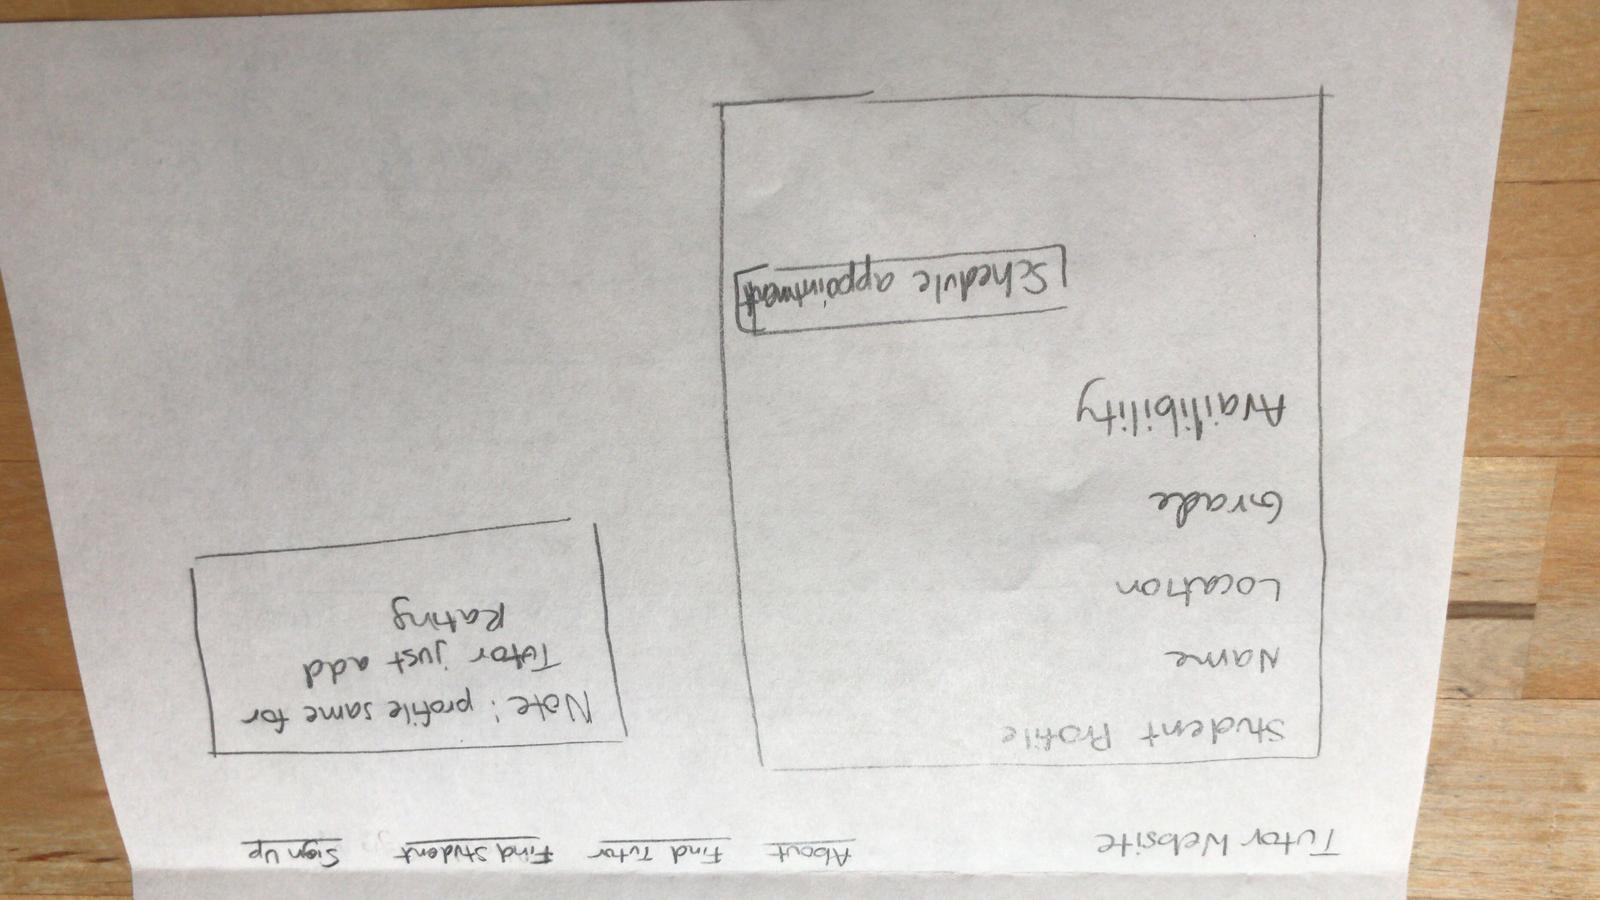 Tutor Website
About
Find Tutor
Find Student
Sign Up
Student Profile
Name
Location
Grade
Availibility
Schedule appointment
Note: profile same for
Tutor just add
Rating